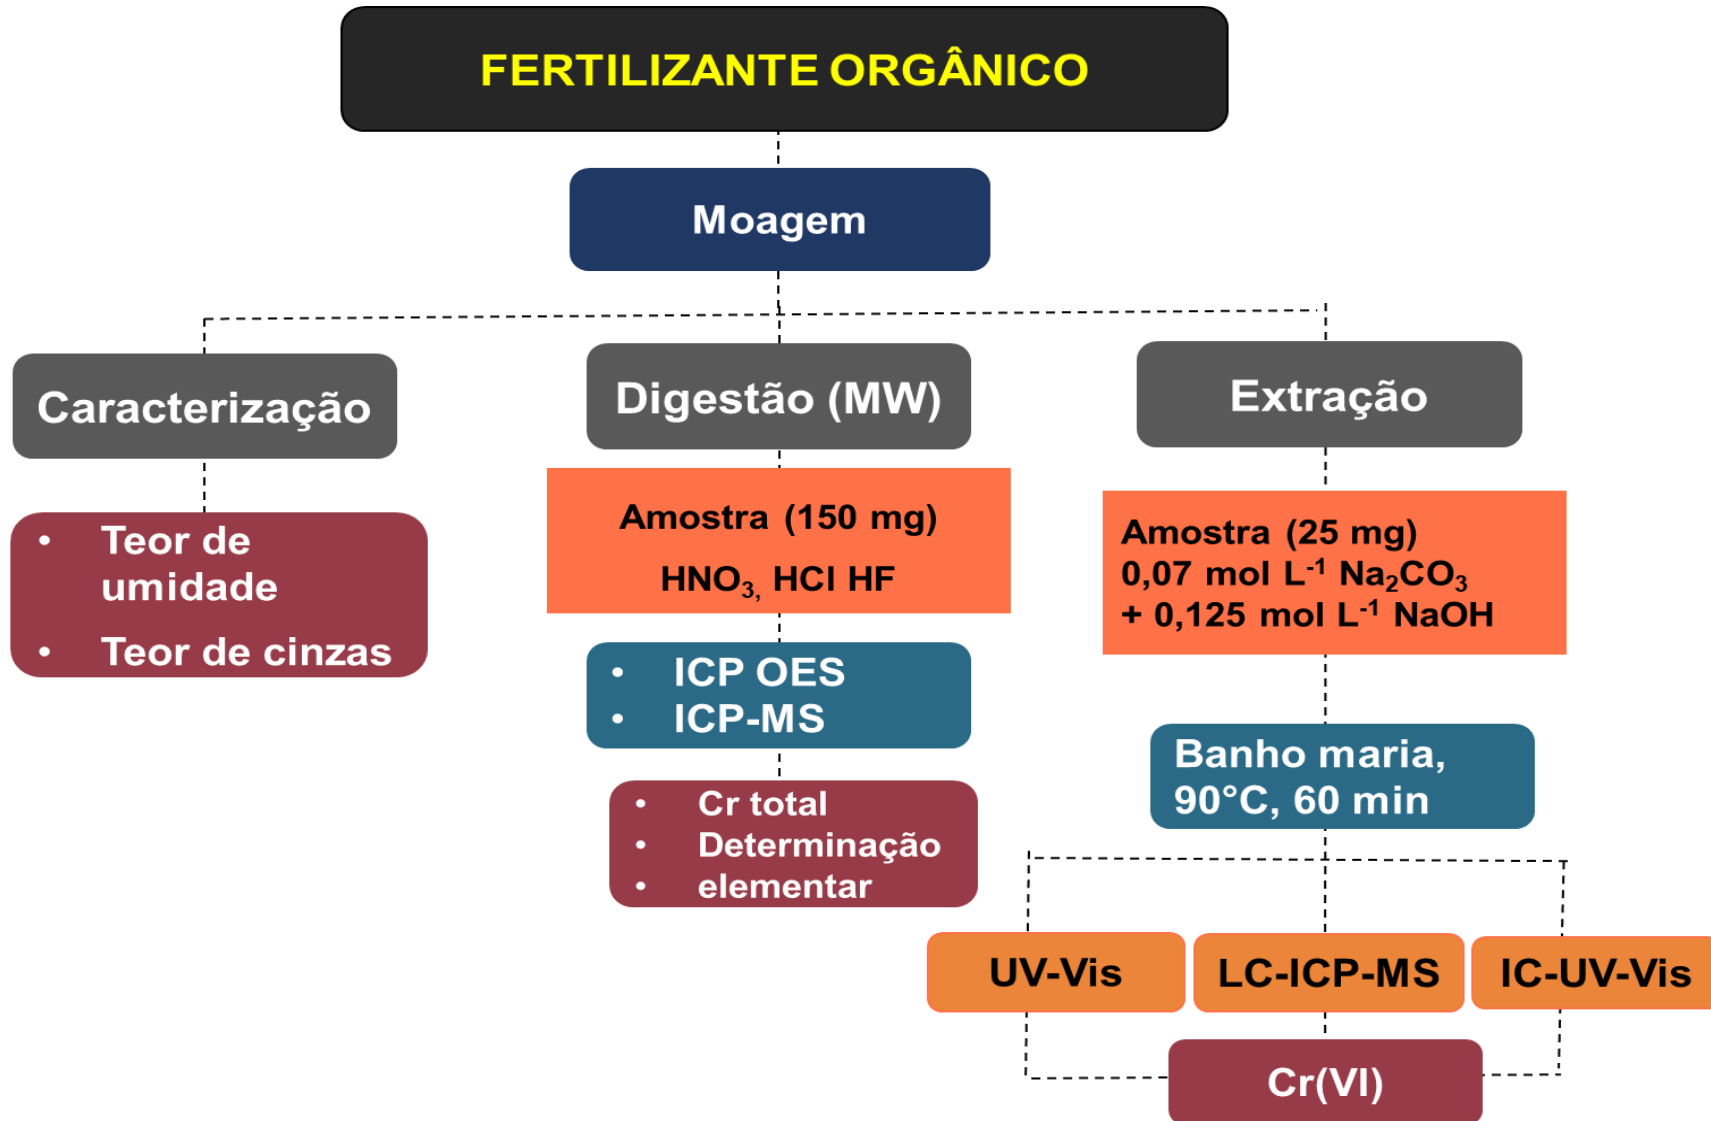 FERTILIZANTE ORGÂNICO
Moagem
Caracterização
• Teor de
umidade
• Teor de cinzas
Digestão (MW)
Amostra (150 mg)
HNO₃, HCl HF
• ICP OES
• ICP-MS
• Cr total
• Determinação
• elementar
Extração
Amostra (25 mg)
0,07 mol L⁻¹ Na₂CO₃
+ 0,125 mol L⁻¹ NaOH
Banho maria,
90°C, 60 min
UV-Vis
LC-ICP-MS
IC-UV-Vis
Cr(VI)